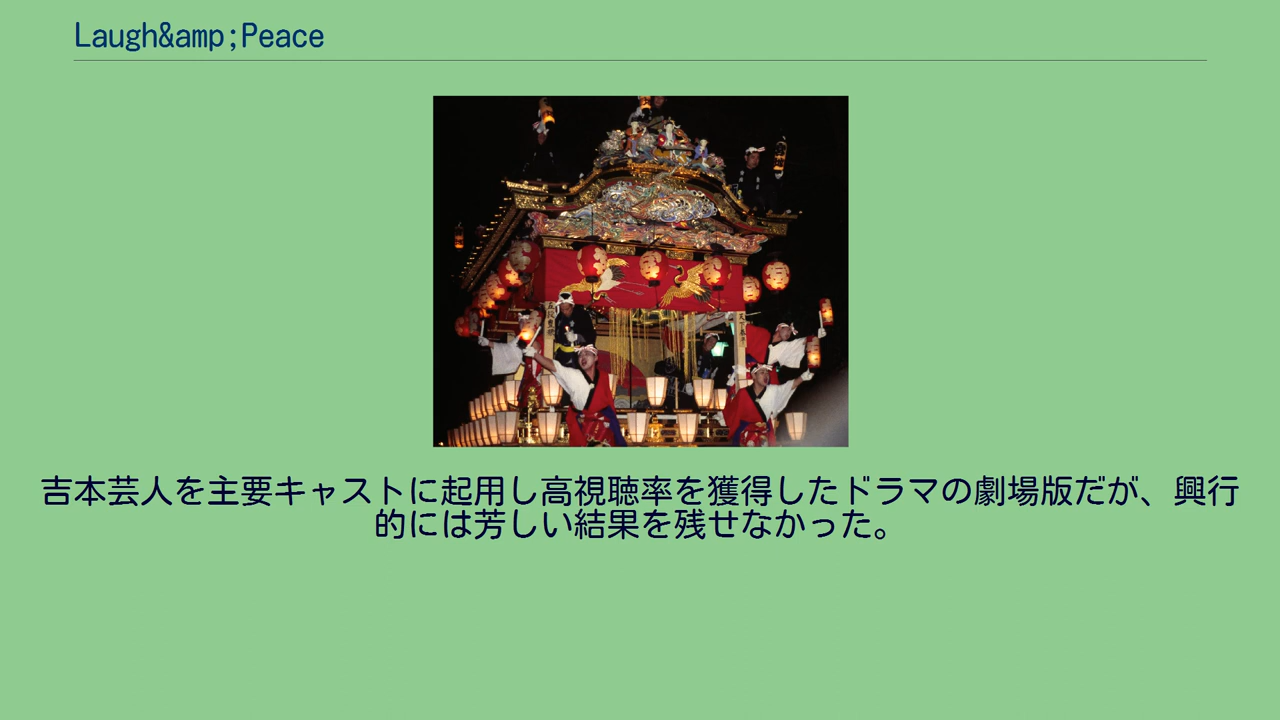 Laugh&amp;Peace
吉本芸人を主要キャストに起用し高視聴率を獲得したドラマの劇場版だが、興行
的には芳しい結果を残せなかった。